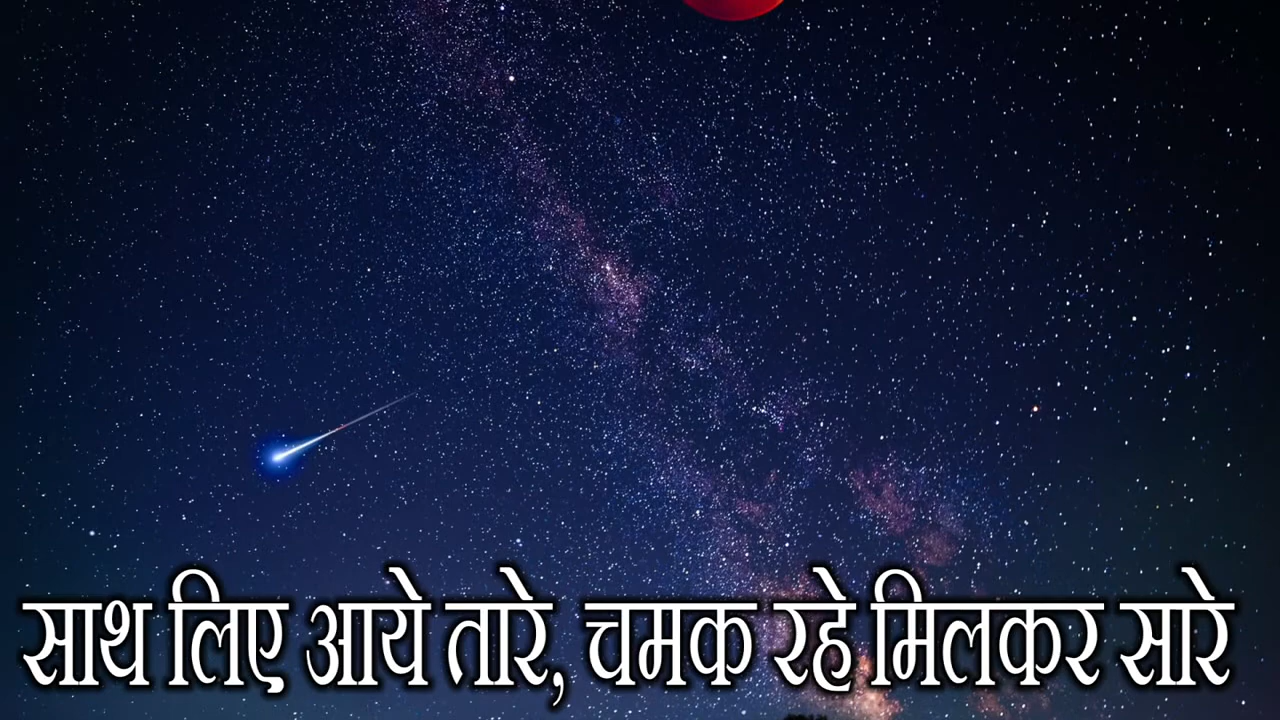 साथ लिए आये तारे, चमक रहे मिलकर सारे